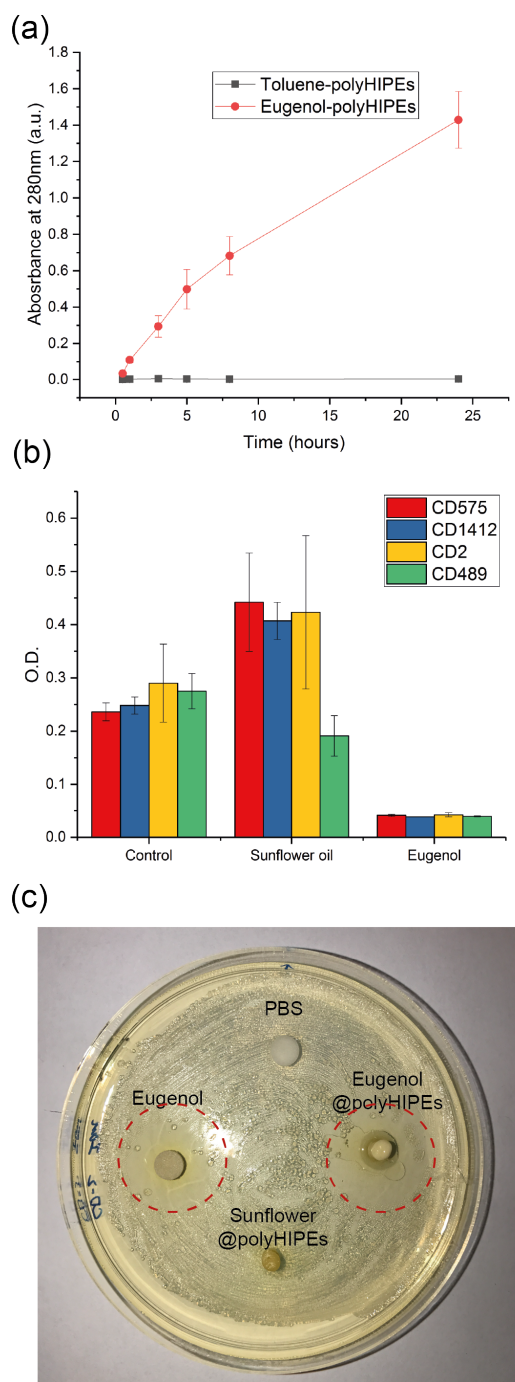 (a)
1.8
1.6
1.4
1.2
1.0
0.8
0.6
0.4
0.2
0.0
Abosrbance at 280nm (a.u.)
Toluene-polyHIPEs
Eugenol-polyHIPEs
0
5
10
15
20
25
Time (hours)
(b)
0.6
0.5
0.4
0.3
0.2
0.1
0.0
O.D.
CD575
CD1412
CD2
CD489
Control
Sunflower oil
Eugenol
(c)
PBS
Eugenol
Eugenol
@polyHIPEs
Sunflower
@polyHIPEs